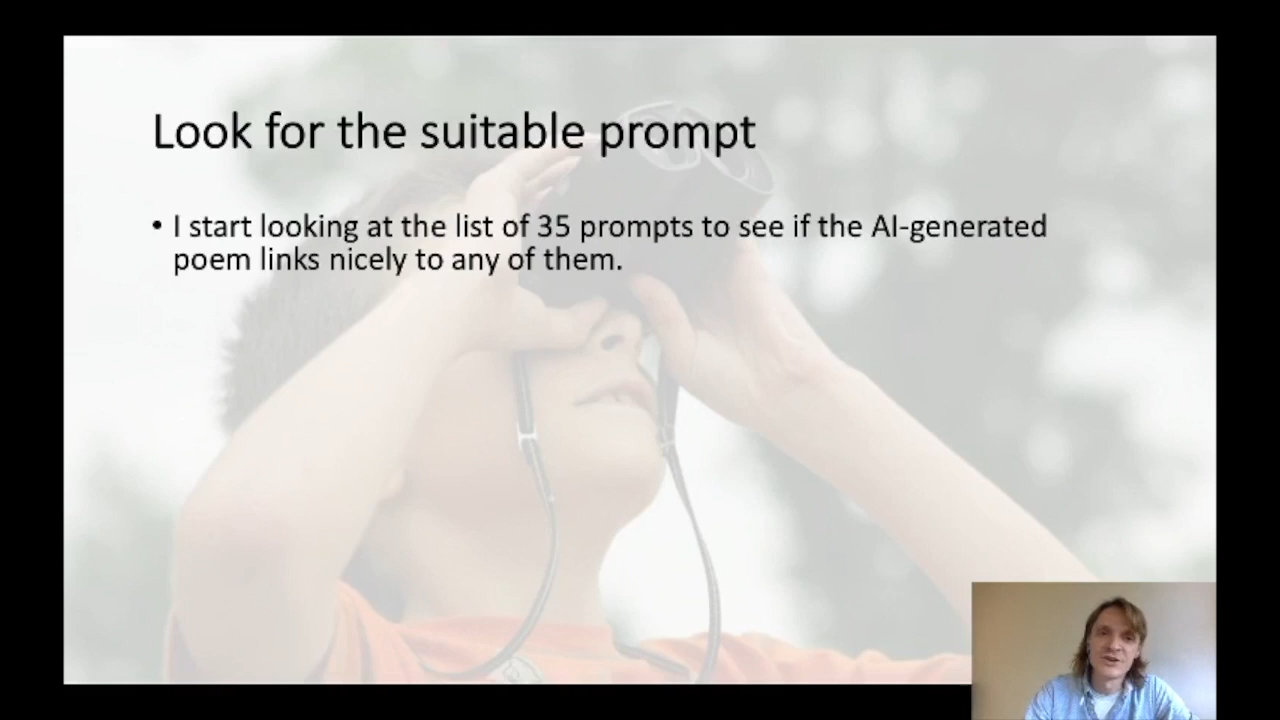 Look for the suitable prompt
• I start looking at the list of 35 prompts to see if the AI-generated
poem links nicely to any of them.